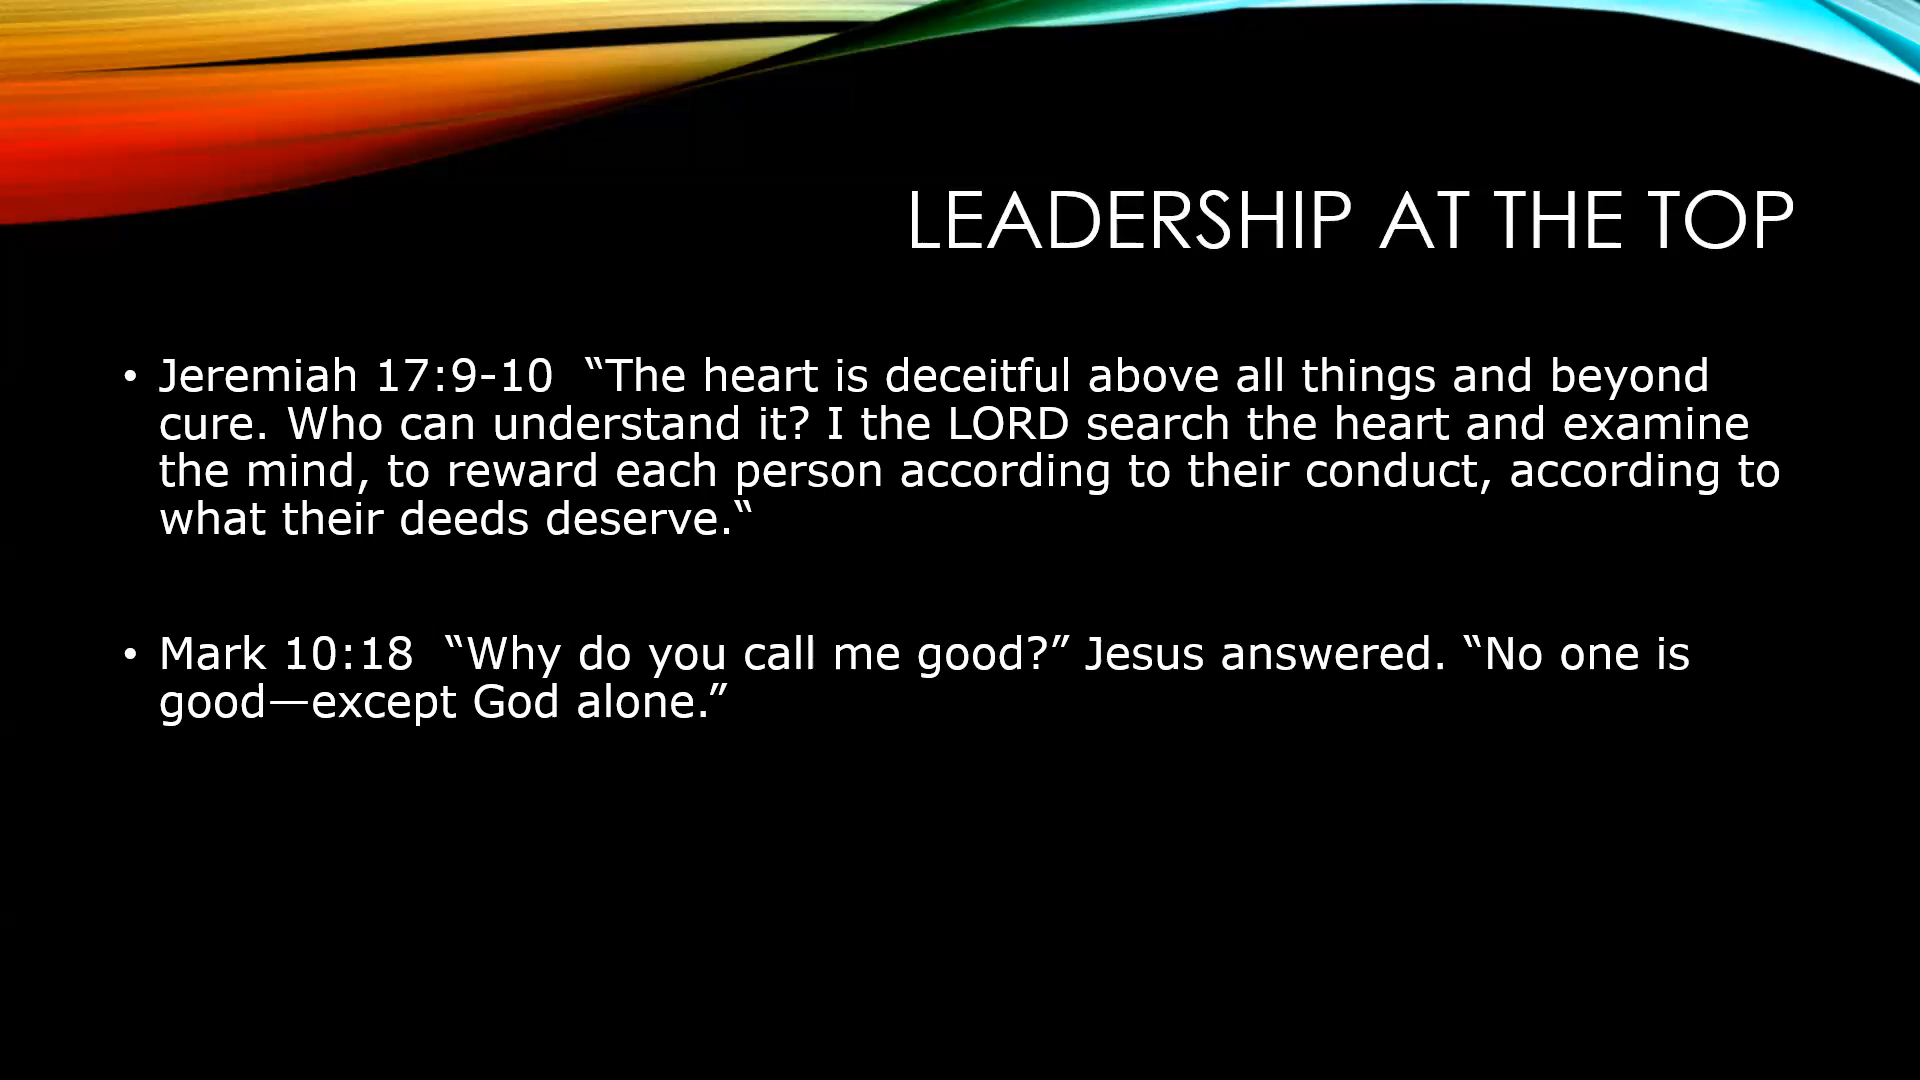 LEADERSHIP AT THE TOP
• Jeremiah 17:9-10  “The heart is deceitful above all things and beyond
cure. Who can understand it? I the LORD search the heart and examine
the mind, to reward each person according to their conduct, according to
what their deeds deserve.“
• Mark 10:18  “Why do you call me good?” Jesus answered. “No one is
good—except God alone.”